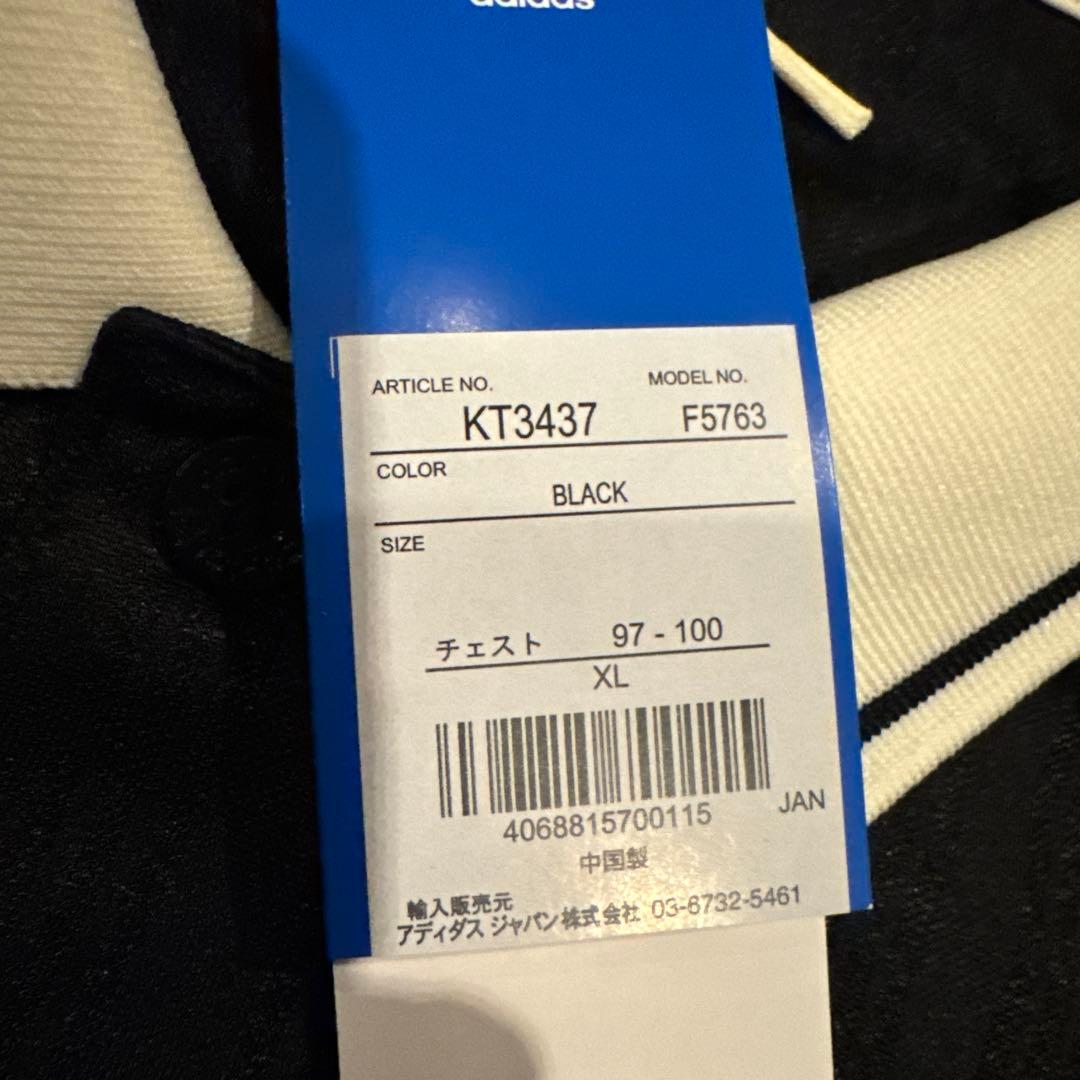 adidas
ARTICLE NO. MODEL NO.
KT3437 F5763
COLOR
BLACK
SIZE
チェスト 97 - 100
XL
4068815700115 JAN
中国製
輸入販売元
アディダス ジャパン株式会社 03-6732-5461